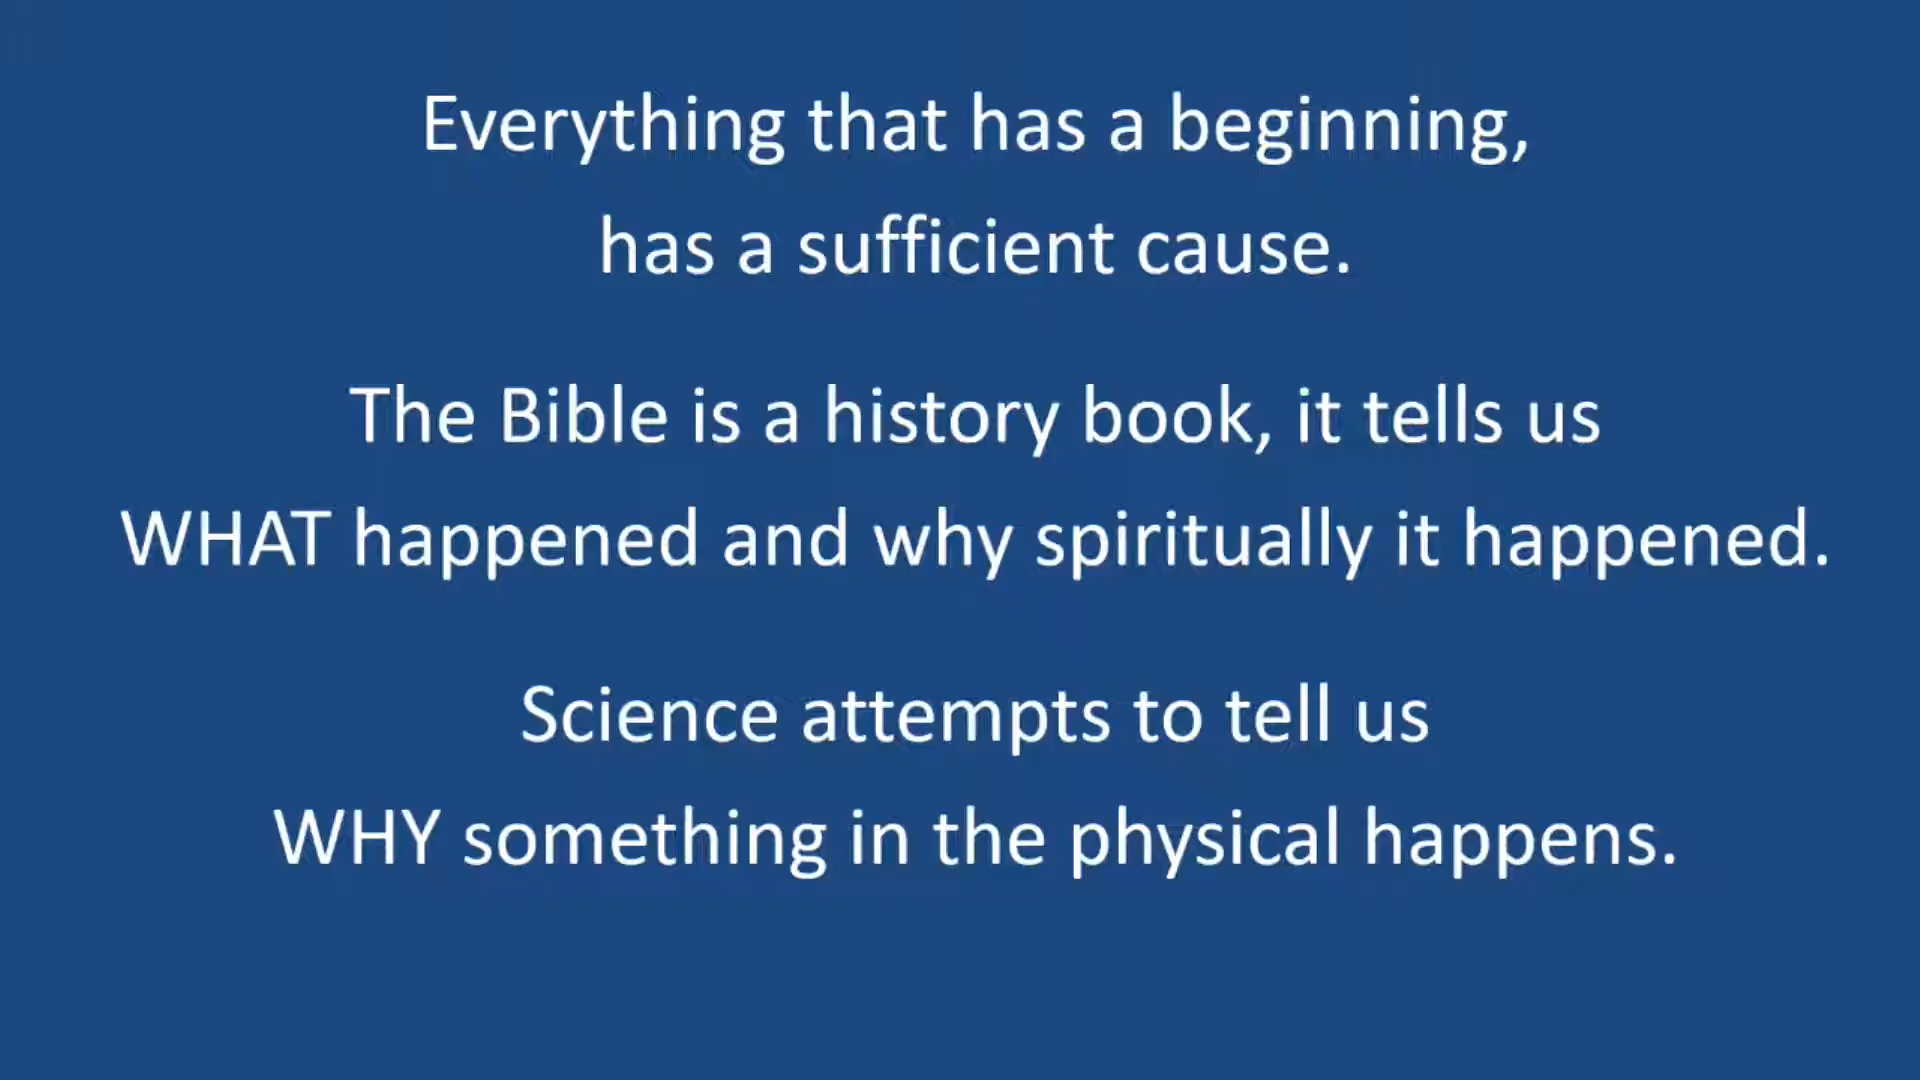 Everything that has a beginning,
has a sufficient cause.
The Bible is a history book, it tells us
WHAT happened and why spiritually it happened.
Science attempts to tell us
WHY something in the physical happens.